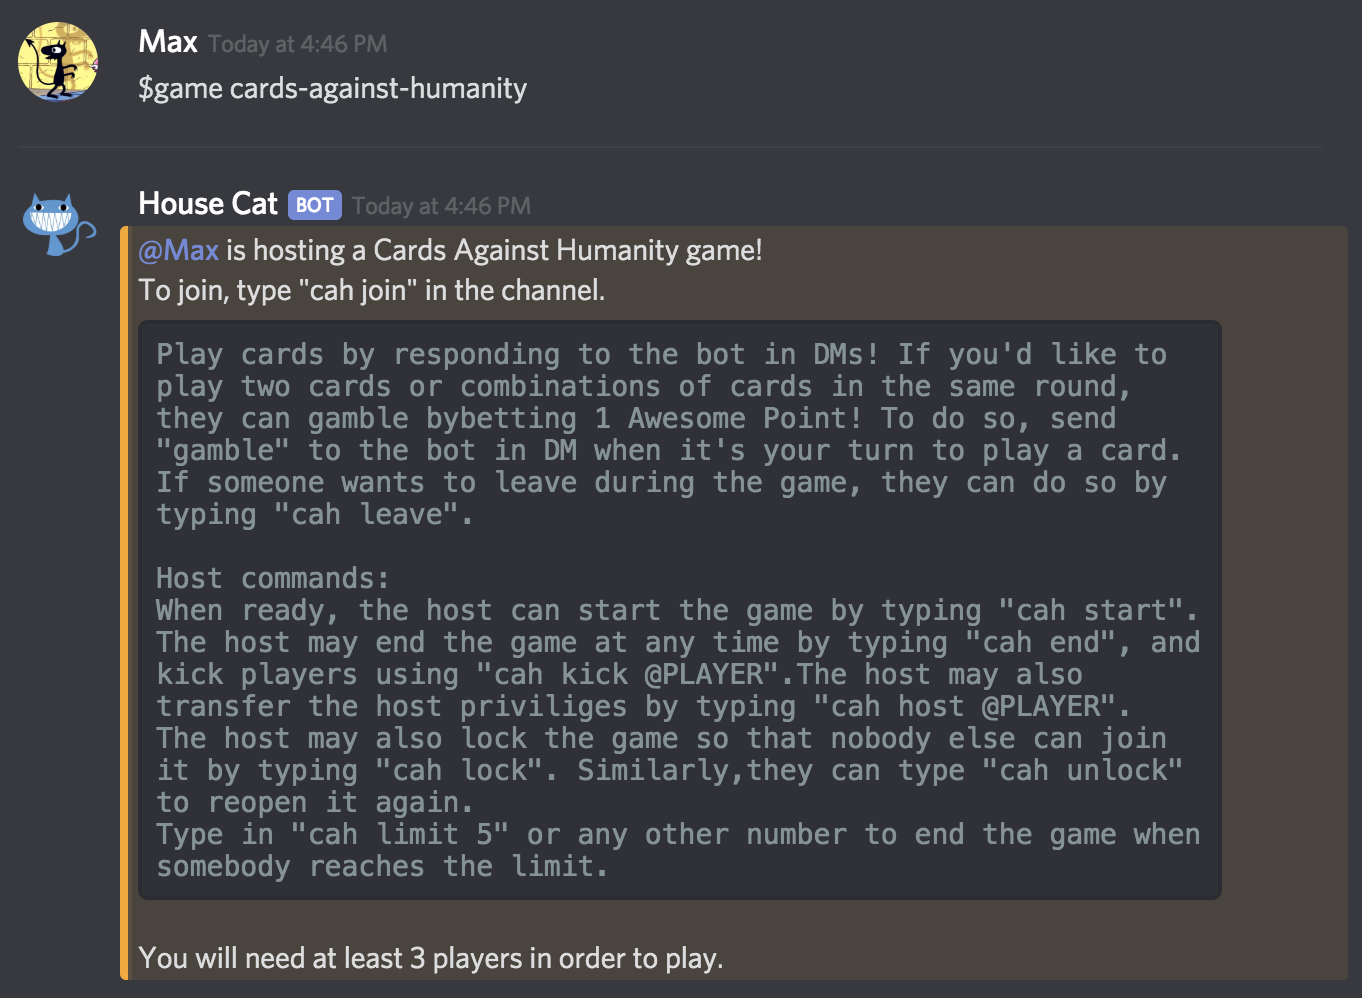 Max Today at 4:46 PM
$game cards-against-humanity
House Cat BOT Today at 4:46 PM
@Max is hosting a Cards Against Humanity game!
To join, type "cah join" in the channel.
Play cards by responding to the bot in DMs! If you'd like to
play two cards or combinations of cards in the same round,
they can gamble bybetting 1 Awesome Point! To do so, send
"gamble" to the bot in DM when it's your turn to play a card.
If someone wants to leave during the game, they can do so by
typing "cah leave".
Host commands:
When ready, the host can start the game by typing "cah start".
The host may end the game at any time by typing "cah end", and
kick players using "cah kick @PLAYER".The host may also
transfer the host priviliges by typing "cah host @PLAYER".
The host may also lock the game so that nobody else can join
it by typing "cah lock". Similarly,they can type "cah unlock"
to reopen it again.
Type in "cah limit 5" or any other number to end the game when
somebody reaches the limit.
You will need at least 3 players in order to play.